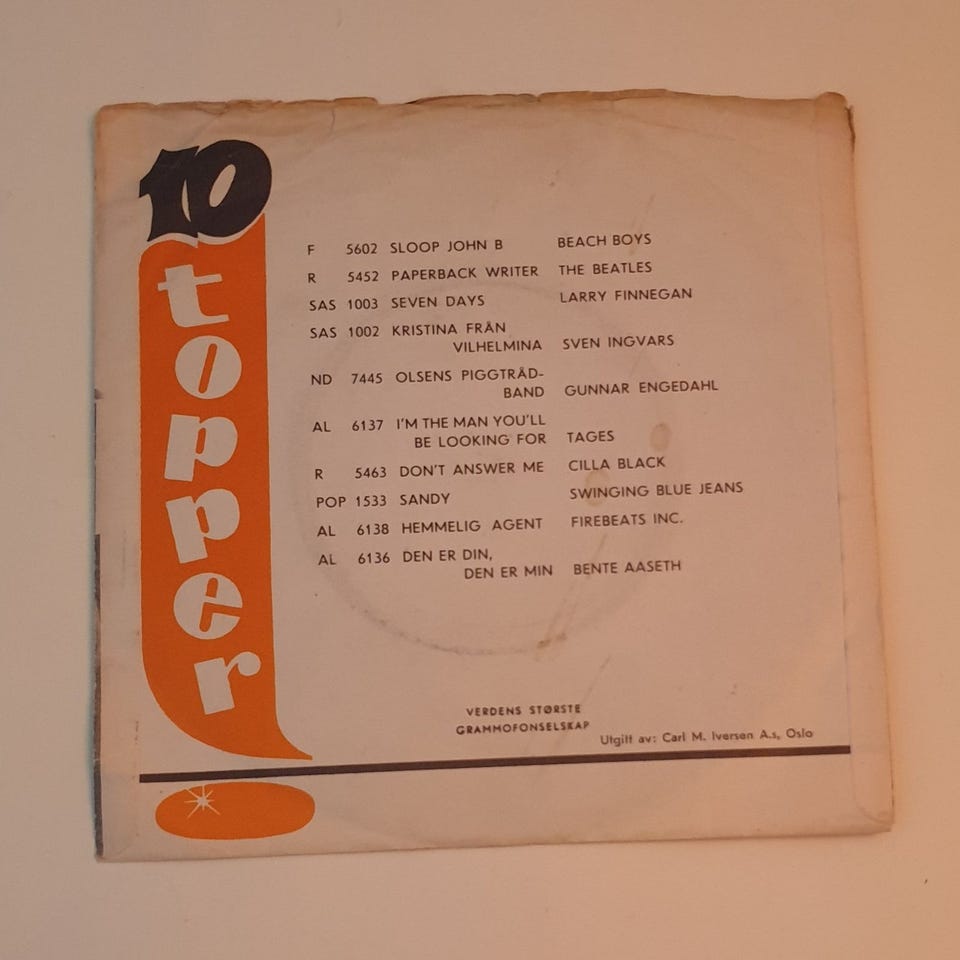 10
topper
F 5602 SLOOP JOHN B BEACH BOYS
R 5452 PAPERBACK WRITER THE BEATLES
SAS 1003 SEVEN DAYS LARRY FINNEGAN
SAS 1002 KRISTINA FRÅN
VILHELMINA SVEN INGVARS
ND 7445 OLSENS PIGGTRÅD-
BAND GUNNAR ENGEDAHL
AL 6137 I'M THE MAN YOU'LL
BE LOOKING FOR TAGES
R 5463 DON'T ANSWER ME CILLA BLACK
POP 1533 SANDY SWINGING BLUE JEANS
AL 6138 HEMMELIG AGENT FIREBEATS INC.
AL 6136 DEN ER DIN,
DEN ER MIN BENTE AASETH
VERDENS STØRSTE
GRAMMOFONSELSKAP
Utgitt av: Carl M. Iversen A.s, Oslo